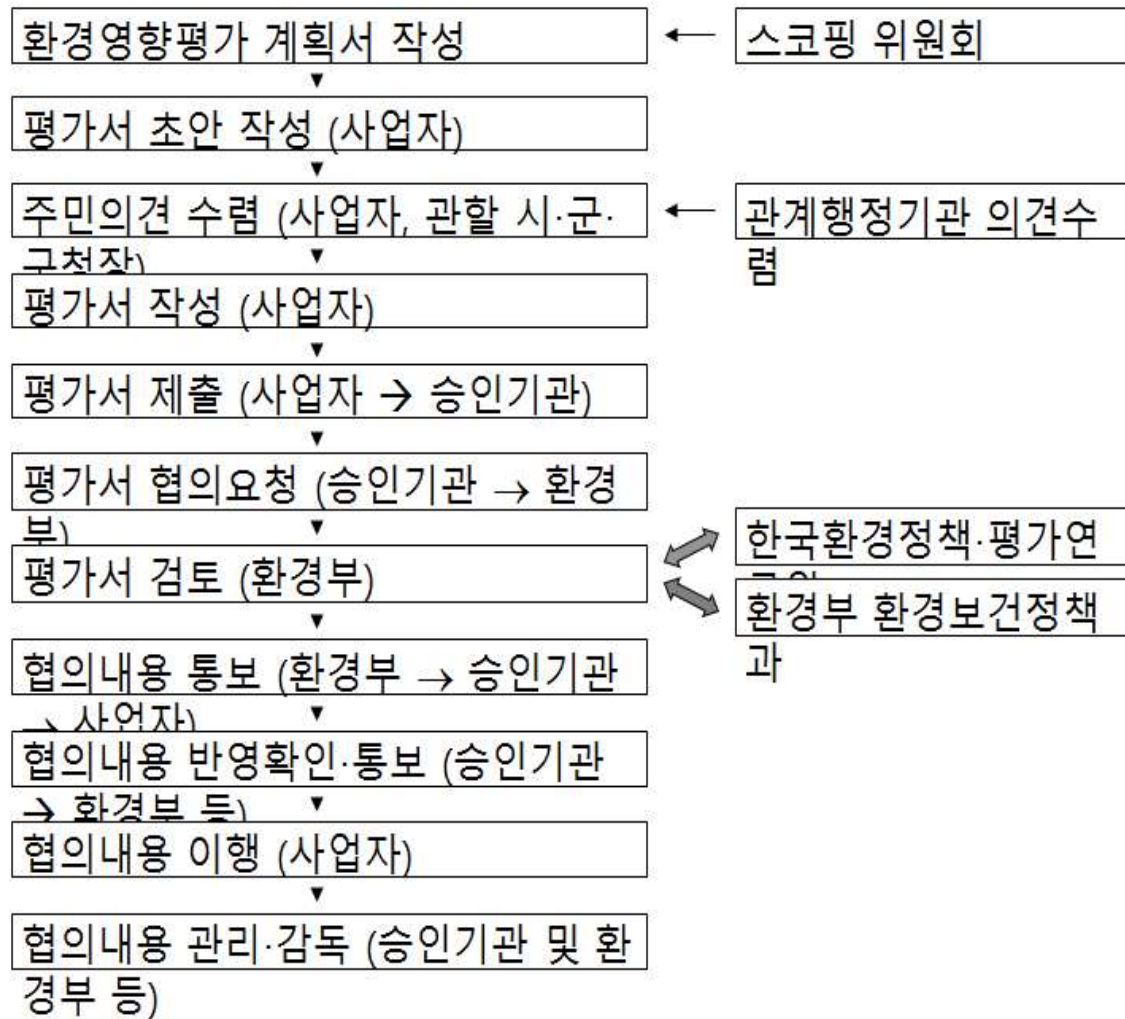 환경영향평가 계획서 작성
스코핑 위원회
평가서 초안 작성 (사업자)
주민의견 수렴 (사업자, 관할 시·군·
구청장)
관계행정기관 의견수
렴
평가서 작성 (사업자)
평가서 제출 (사업자 → 승인기관)
평가서 협의요청 (승인기관 → 환경
부)
평가서 검토 (환경부)
한국환경정책·평가연
환경부 환경보건정책
과
협의내용 통보 (환경부 → 승인기관
→ 사업자)
협의내용 반영확인·통보 (승인기관
→ 환경부 등)
협의내용 이행 (사업자)
협의내용 관리·감독 (승인기관 및 환
경부 등)